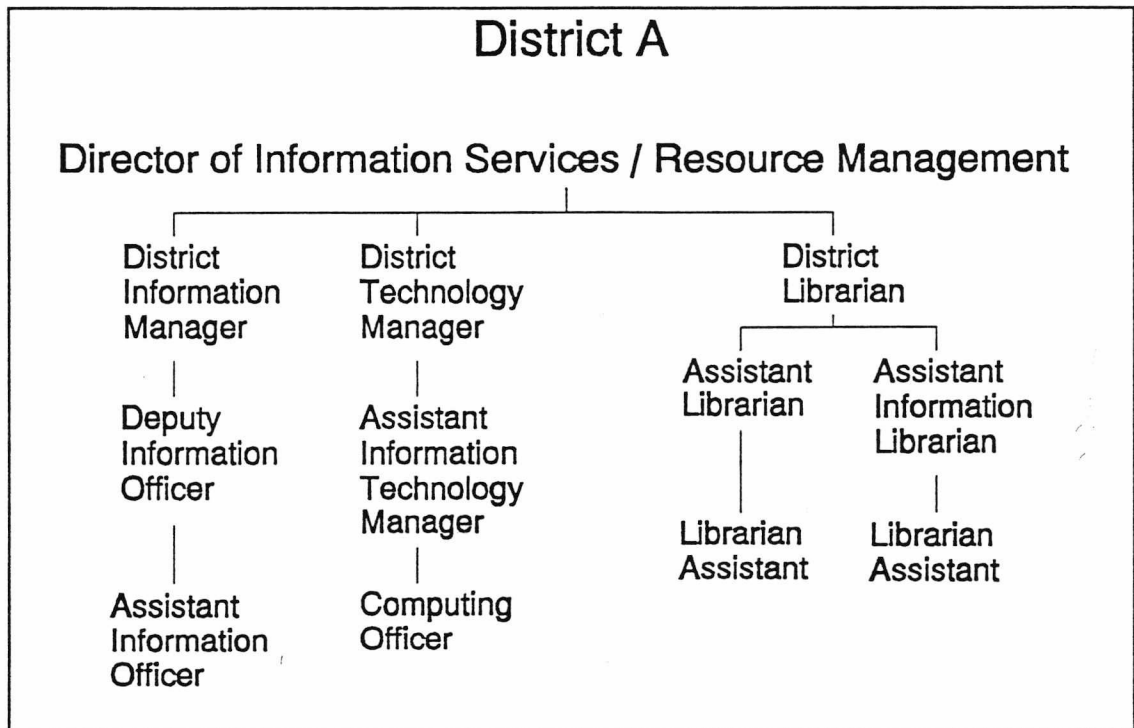 District A
Director of Information Services / Resource Management
District
Information
Manager
District
Technology
Manager
District
Librarian
Assistant
Librarian
Assistant
Information
Librarian
Deputy
Information
Officer
Assistant
Information
Technology
Manager
Librarian
Assistant
Librarian
Assistant
Assistant
Information
Officer
Computing
Officer